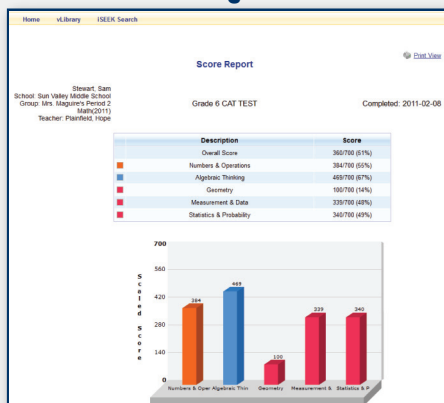 Home vLibrary ISEEK Search
Print View
Score Report
Stewart, Sam
School: Sun Valley Middle School
Group: Mrs. Maguire's Period 2
Math(2011)
Teacher: Plainfield, Hope
Grade 6 CAT TEST
Completed: 2011-02-08
Description Score
Overall Score 360/700 (51%)
Numbers & Operations 384/700 (55%)
Algebraic Thinking 469/700 (67%)
Geometry 100/700 (14%)
Measurement & Data 339/700 (48%)
Statistics & Probability 340/700 (49%)
Scaled Score
700
560
420
280
140
0
384
469
100
339
340
Numbers & Oper Algebraic Thin Geometry Measurement & Statistics & P